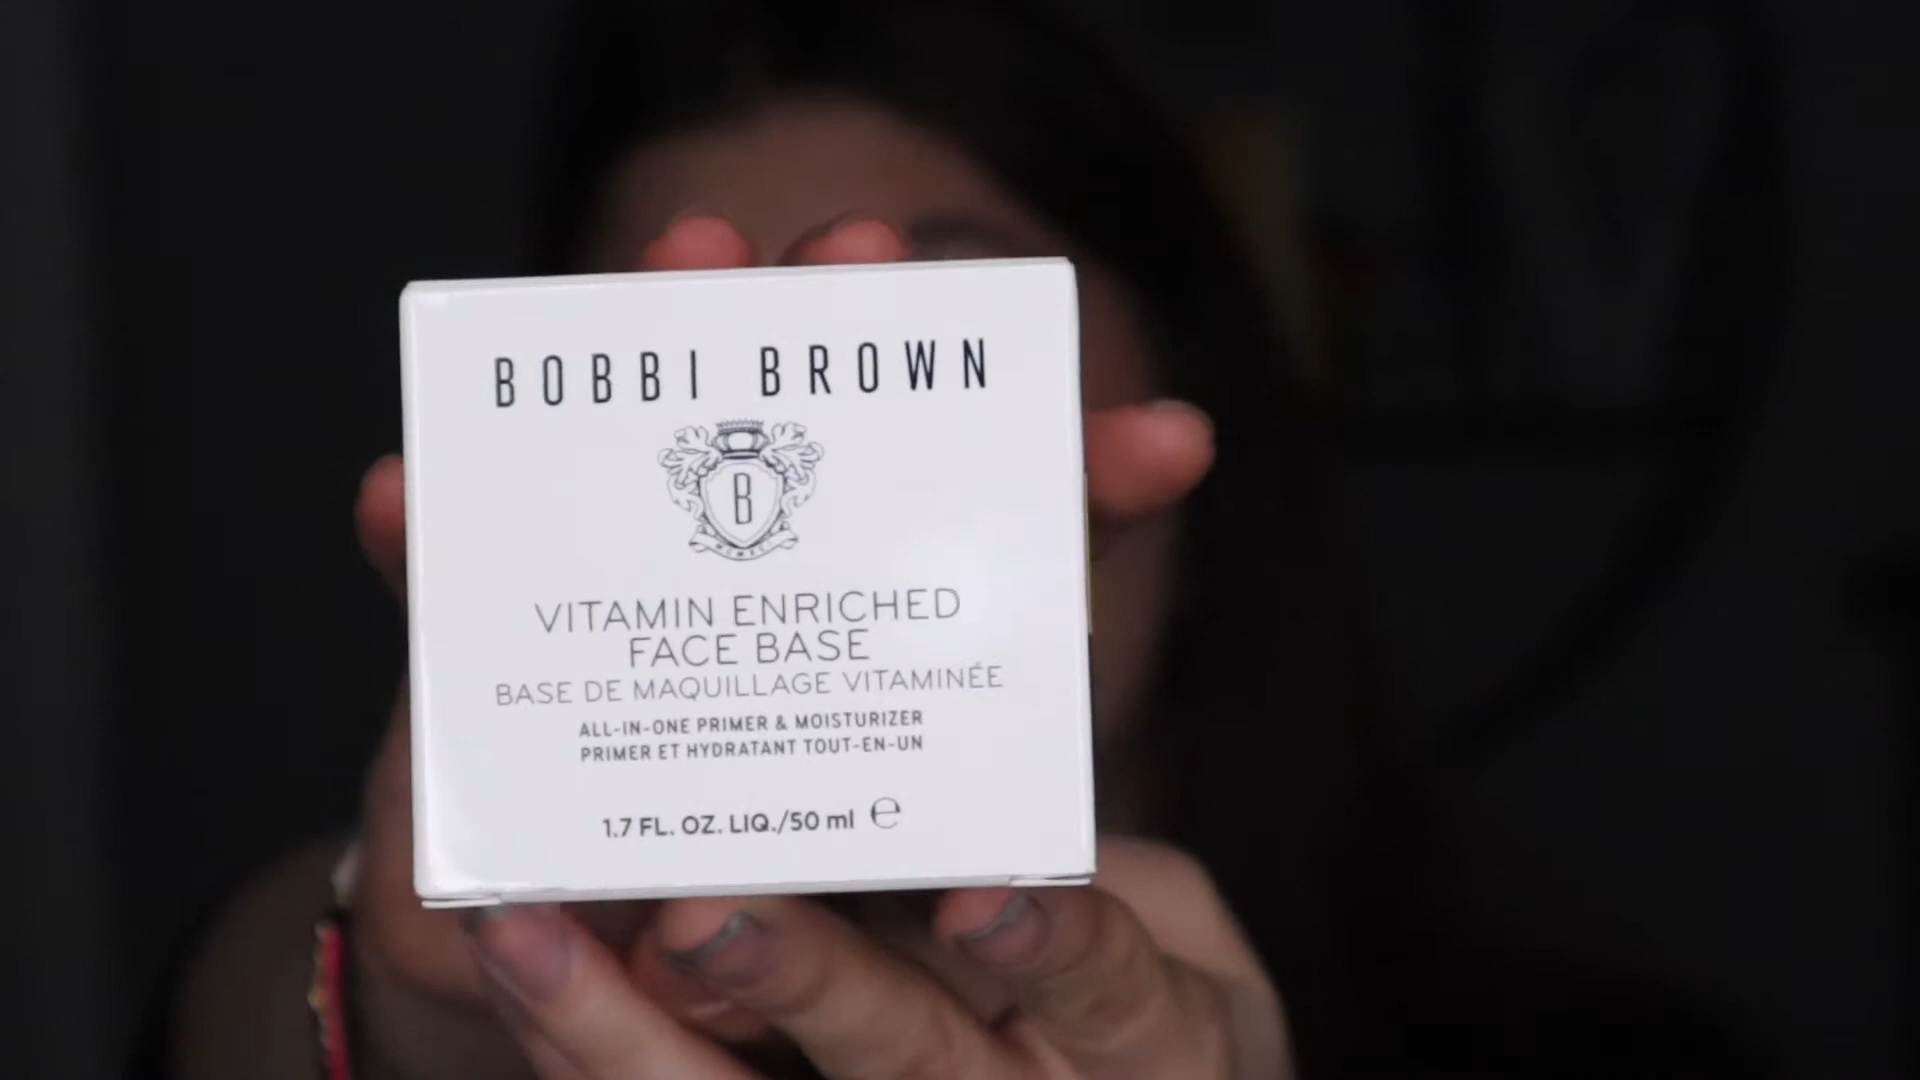 BOBBI BROWN
B
VITAMIN ENRICHED
FACE BASE
BASE DE MAQUILLAGE VITAMINÉE
ALL-IN-ONE PRIMER & MOISTURIZER
PRIMER ET HYDRATANT TOUT-EN-UN
1.7 FL. OZ. LIQ./50 ml ℮